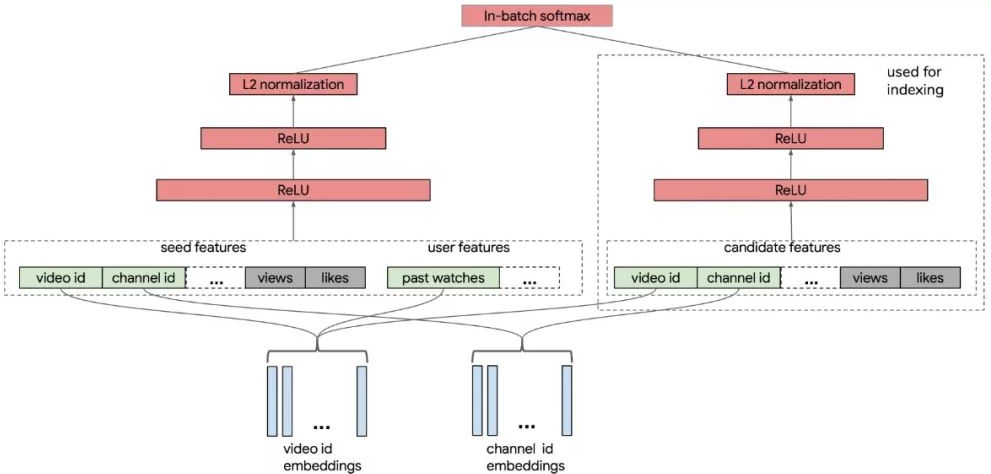 In-batch softmax
L2 normalization
L2 normalization
used for
indexing
ReLU
ReLU
ReLU
ReLU
seed features
user features
candidate features
video id channel id ... views likes
past watches ...
video id channel id ... views likes
...
...
video id
embeddings
channel id
embeddings